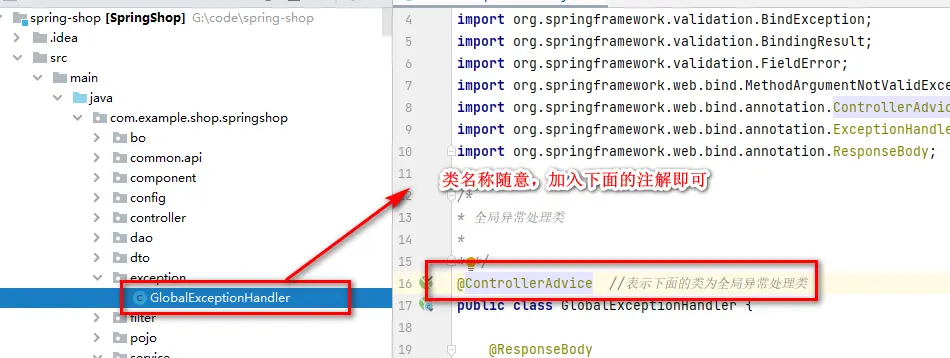 spring-shop [SpringShop] G:\code\spring-shop
.idea
src
main
java
com.example.shop.springshop
bo
common.api
component
config
controller
dao
dto
exception
GlobalExceptionHandler
filter
pojo
service
4 import org.springframework.validation.BindException;
5 import org.springframework.validation.BindingResult;
6 import org.springframework.validation.FieldError;
7 import org.springframework.web.bind.MethodArgumentNotValidExce
8 import org.springframework.web.bind.annotation.ControllerAdvic
9 import org.springframework.web.bind.annotation.ExceptionHandle
10 import org.springframework.web.bind.annotation.ResponseBody;
11
类名称随意，加入下面的注解即可
12 /*
13 * 全局异常处理类
14 *
15 * */
16 @ControllerAdvice //表示下面的类为全局异常处理类
17 public class GlobalExceptionHandler {
18
19 @ResponseBody